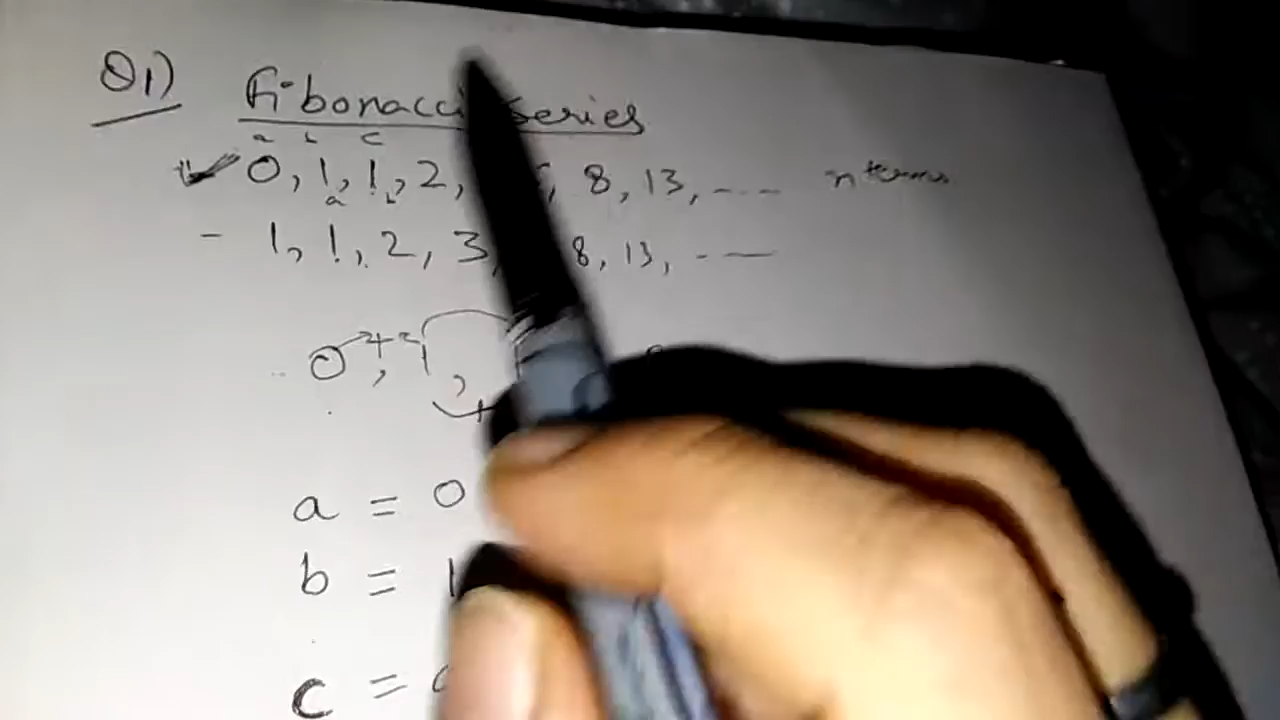 Q1) Fibonacci Series
a b c
0, 1, 1, 2, 8, 13, ---- n terms
a b
- 1, 1, 2, 3, 8, 13, ----
0 + 1
, ,
a = 0
b = 1
c =